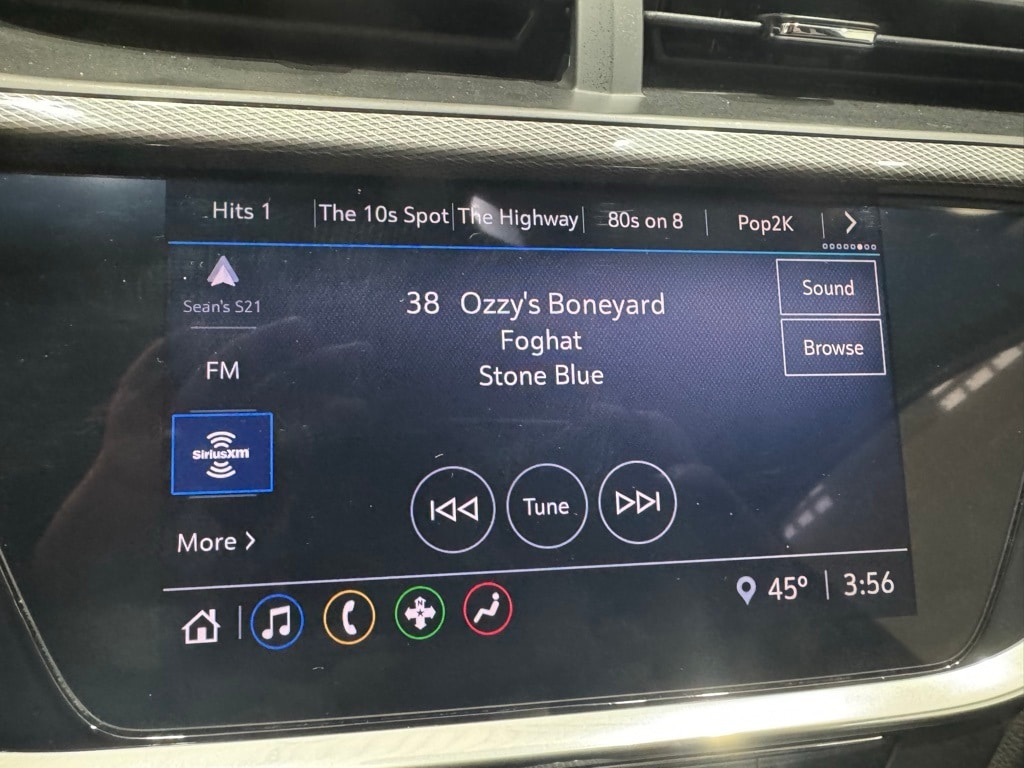 Hits 1 The 10s Spot The Highway 80s on 8 Pop2K
Sean's S21
Sound
38 Ozzy's Boneyard
Foghat
Browse
FM
Stone Blue
SiriusXM
Tune
More
N
45° 3:56